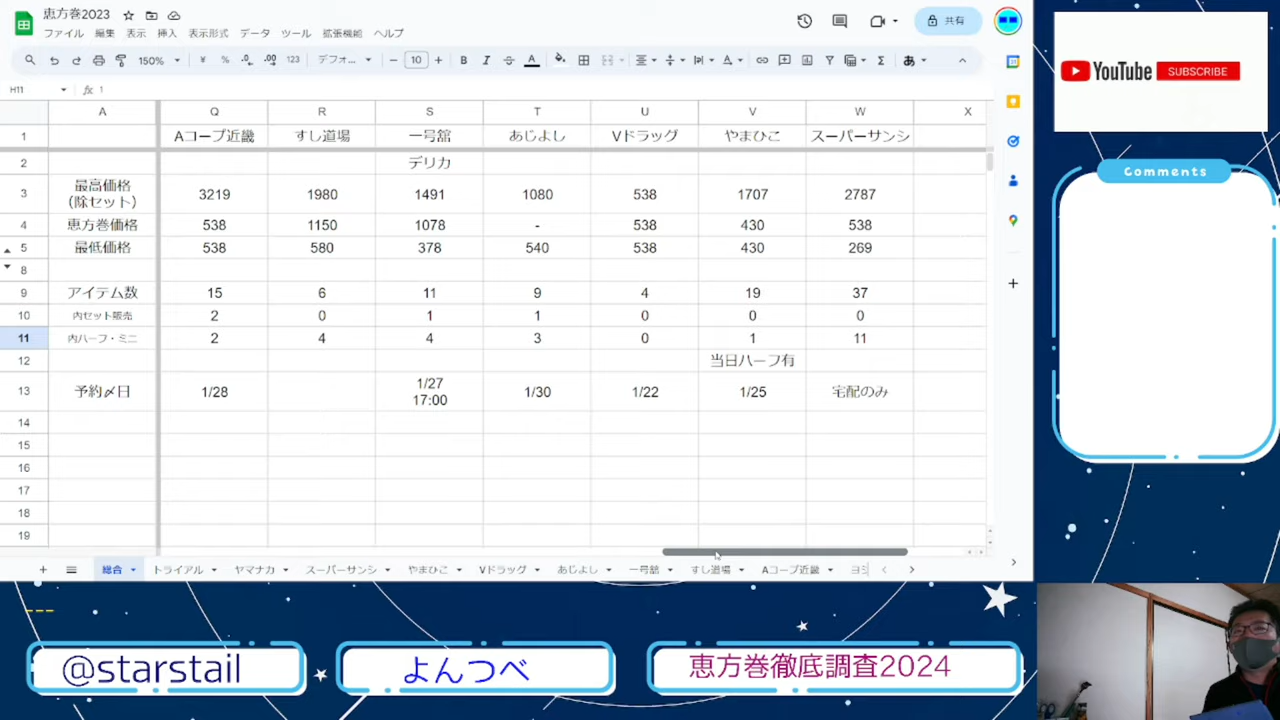 恵方巻2023
共有
ファイル 編集 表示 挿入 表示形式 データ ツール 拡張機能 ヘルプ
150% ¥ % .0 .00 123 デフォ... − 10 + B I A あ
H11 fx 1
A Q R S T U V W X
1 Aコープ近畿 すし道場 一号舘 あじよし Vドラッグ やまひこ スーパーサンシ
2 デリカ
3 最高価格 (除セット) 3219 1980 1491 1080 538 1707 2787
4 恵方巻価格 538 1150 1078 - 538 430 538
5 最低価格 538 580 378 540 538 430 269
8
9 アイテム数 15 6 11 9 4 19 37
10 内セット販売 2 0 1 1 0 0 0
11 内ハーフ・ミニ 2 4 4 3 0 1 11
12 当日ハーフ有
13 予約〆日 1/28 1/27 17:00 1/30 1/22 1/25 宅配のみ
14
15
16
17
18
19
+ 総合 トライアル ヤマナカ スーパーサンシ やまひこ Vドラッグ あじよし 一号舘 すし道場 Aコープ近畿 ヨシ
YouTube SUBSCRIBE
Comments
---
@starstail
よんつべ
恵方巻徹底調査2024